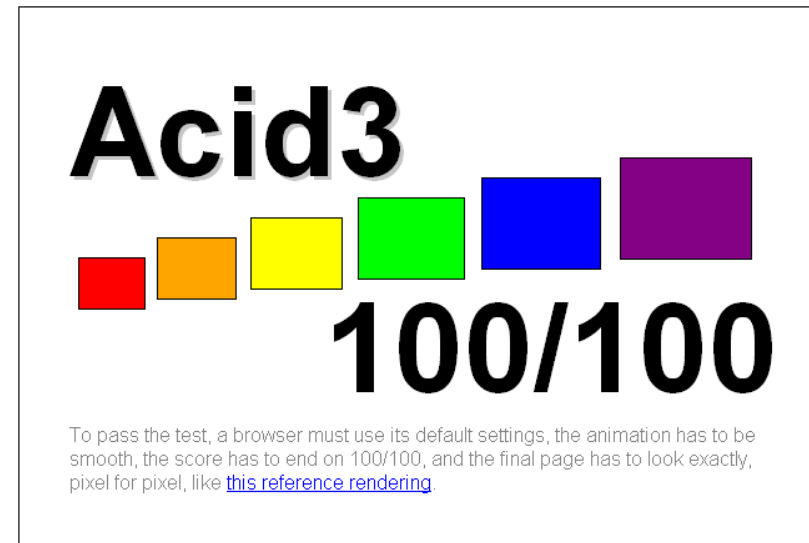 Acid3
100/100
To pass the test, a browser must use its default settings, the animation has to be
smooth, the score has to end on 100/100, and the final page has to look exactly,
pixel for pixel, like this reference rendering.